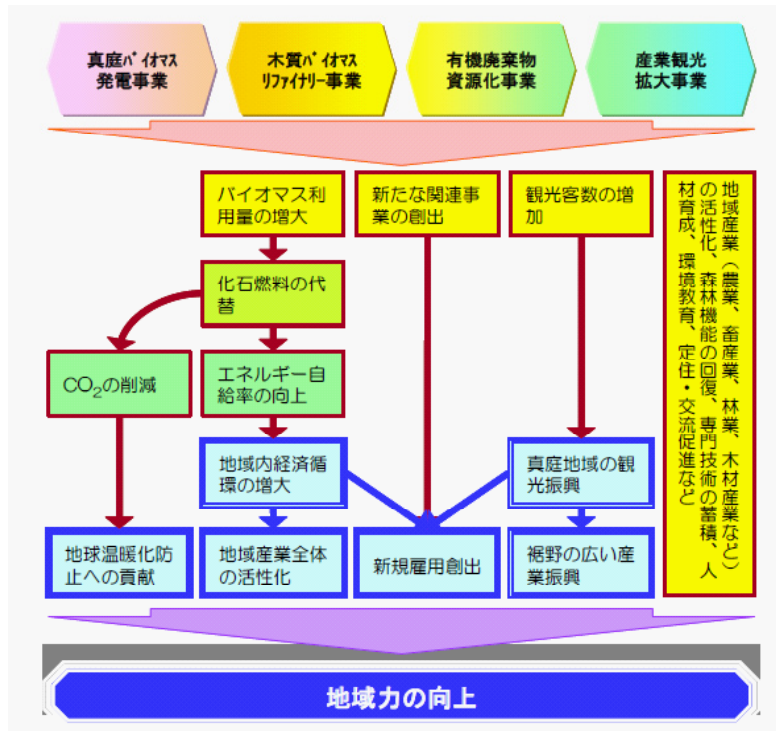 真庭バイオマス
発電事業
木質バイオマス
リファイナリー事業
有機廃棄物
資源化事業
産業観光
拡大事業
バイオマス利
用量の増大
新たな関連事
業の創出
観光客数の増
加
地域産業（農業、畜産業、林業、木材産業など）
の活性化、森林機能の回復、専門技術の蓄積、人
材育成、環境教育、定住・交流促進など
化石燃料の代
替
CO₂の削減
エネルギー自
給率の向上
地域内経済循
環の増大
真庭地域の観
光振興
地球温暖化防
止への貢献
地域産業全体
の活性化
新規雇用創出
裾野の広い産
業振興
地域力の向上